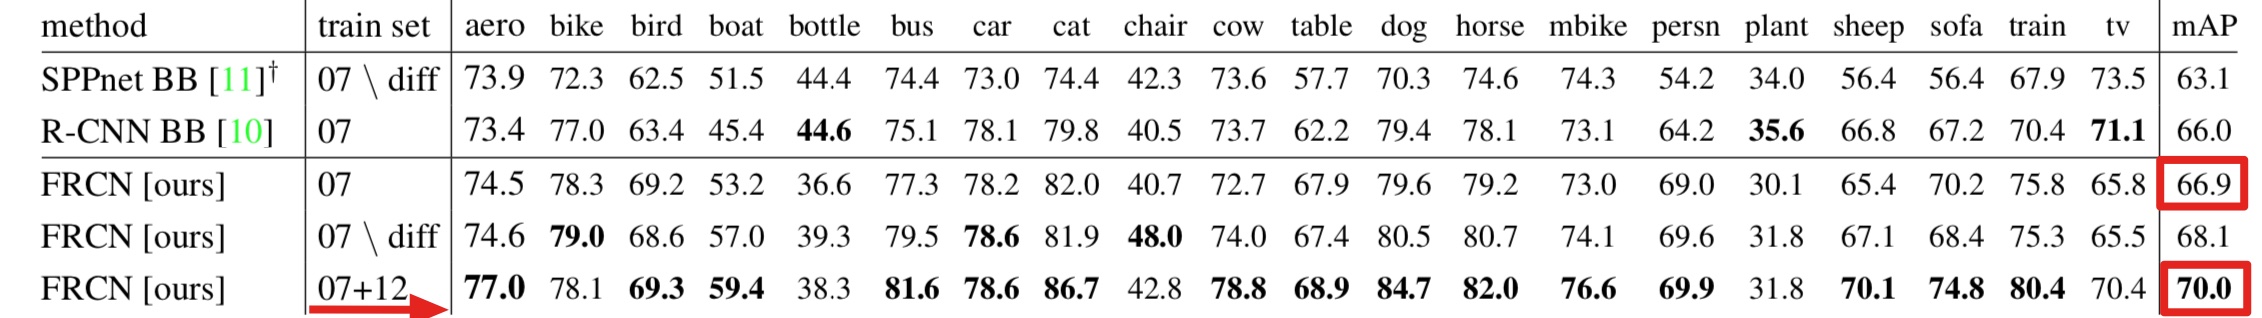 method train set aero bike bird boat bottle bus car cat chair cow table dog horse mbike persn plant sheep sofa train tv mAP
SPPnet BB [11]† 07 \ diff 73.9 72.3 62.5 51.5 44.4 74.4 73.0 74.4 42.3 73.6 57.7 70.3 74.6 74.3 54.2 34.0 56.4 56.4 67.9 73.5 63.1
R-CNN BB [10] 07 73.4 77.0 63.4 45.4 44.6 75.1 78.1 79.8 40.5 73.7 62.2 79.4 78.1 73.1 64.2 35.6 66.8 67.2 70.4 71.1 66.0
FRCN [ours] 07 74.5 78.3 69.2 53.2 36.6 77.3 78.2 82.0 40.7 72.7 67.9 79.6 79.2 73.0 69.0 30.1 65.4 70.2 75.8 65.8 66.9
FRCN [ours] 07 \ diff 74.6 79.0 68.6 57.0 39.3 79.5 78.6 81.9 48.0 74.0 67.4 80.5 80.7 74.1 69.6 31.8 67.1 68.4 75.3 65.5 68.1
FRCN [ours] 07+12 77.0 78.1 69.3 59.4 38.3 81.6 78.6 86.7 42.8 78.8 68.9 84.7 82.0 76.6 69.9 31.8 70.1 74.8 80.4 70.4 70.0